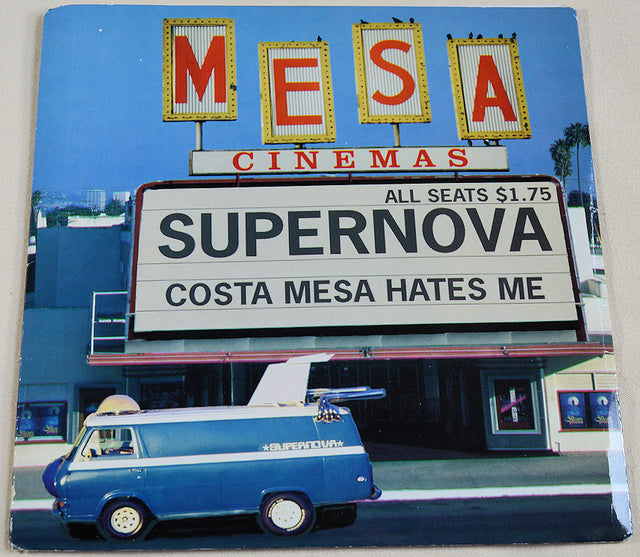 MESA
CINEMAS
ALL SEATS $1.75
SUPERNOVA
COSTA MESA HATES ME
★SUPERNOVA★